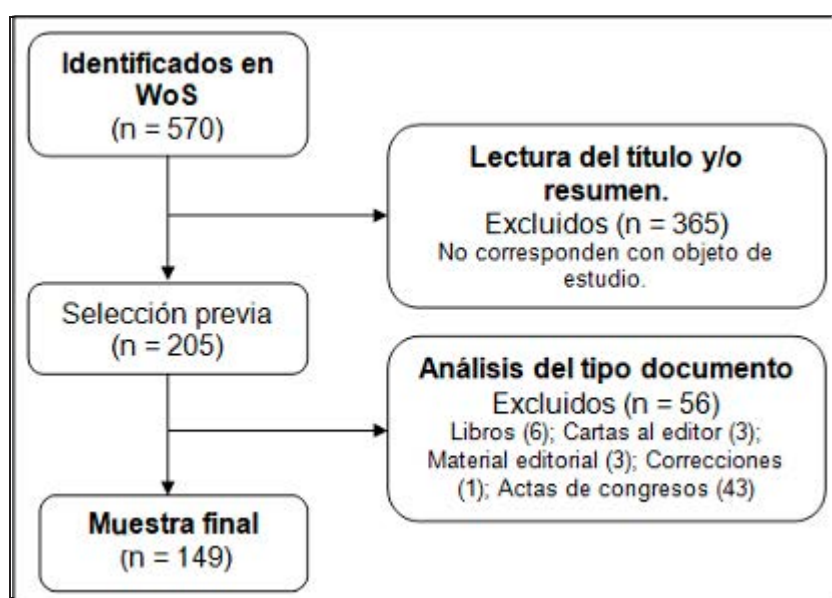 Identificados en
WoS
(n = 570)
Lectura del título y/o
resumen.
Excluidos (n = 365)
No corresponden con objeto de
estudio.
Selección previa
(n = 205)
Análisis del tipo documento
Excluidos (n = 56)
Libros (6); Cartas al editor (3);
Material editorial (3); Correcciones
(1); Actas de congresos (43)
Muestra final
(n = 149)